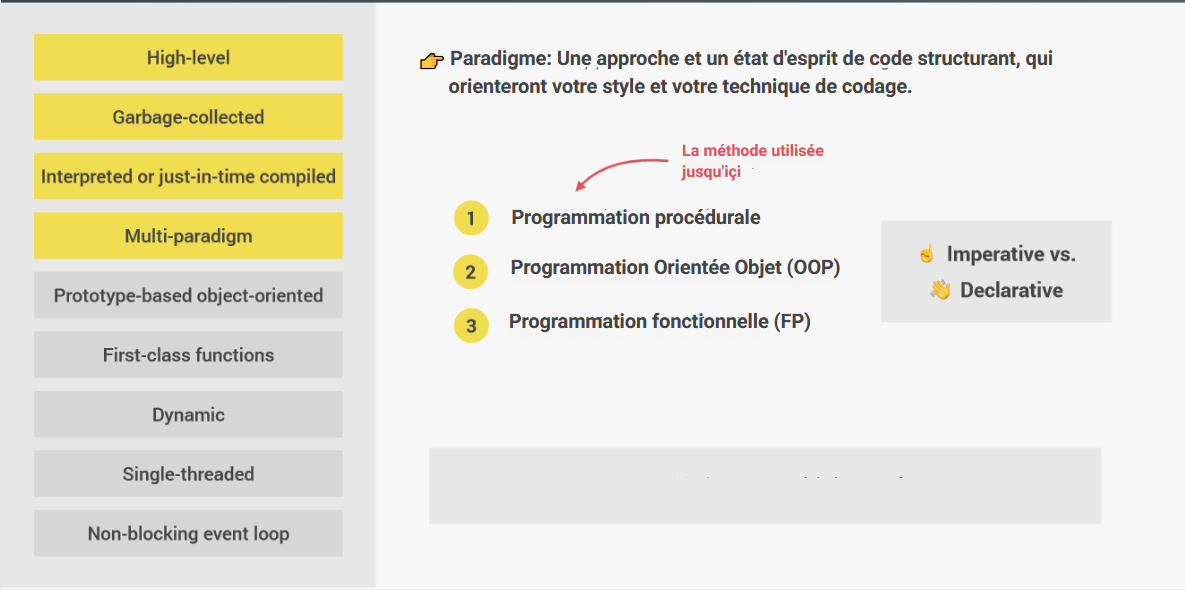 High-level
Garbage-collected
Interpreted or just-in-time compiled
Multi-paradigm
Prototype-based object-oriented
First-class functions
Dynamic
Single-threaded
Non-blocking event loop
👉 Paradigme: Une approche et un état d'esprit de code structurant, qui
orienteront votre style et votre technique de codage.
La méthode utilisée
jusqu'içi
1 Programmation procédurale
2 Programmation Orientée Objet (OOP)
3 Programmation fonctionnelle (FP)
☝ Imperative vs.
👋 Declarative